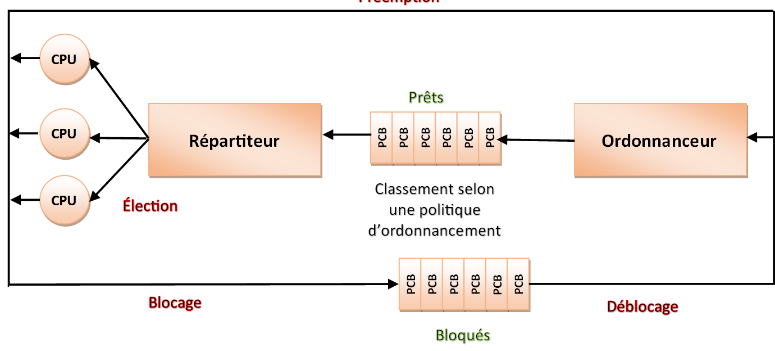 Préemption
CPU
CPU
CPU
Répartiteur
Élection
Prêts
PCB PCB PCB PCB PCB PCB
Classement selon
une politique
d'ordonnancement
Ordonnanceur
Blocage
PCB PCB PCB PCB PCB PCB
Déblocage
Bloqués